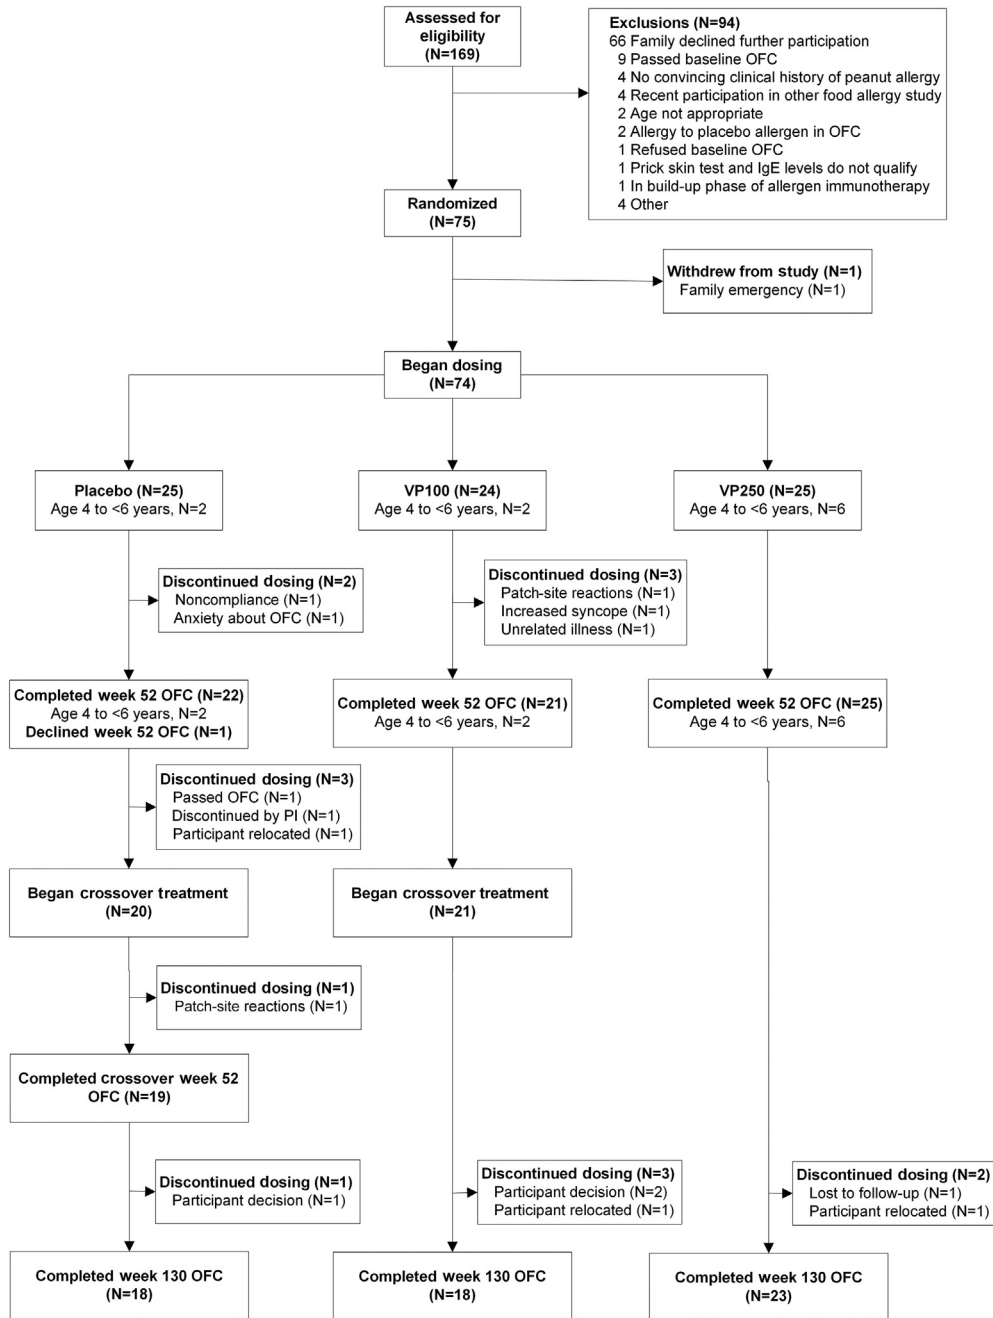 Assessed for
eligibility
(N=169)
Exclusions (N=94)
66 Family declined further participation
9 Passed baseline OFC
4 No convincing clinical history of peanut allergy
4 Recent participation in other food allergy study
2 Age not appropriate
2 Allergy to placebo allergen in OFC
1 Refused baseline OFC
1 Prick skin test and IgE levels do not qualify
1 In build-up phase of allergen immunotherapy
4 Other
Randomized
(N=75)
Withdrew from study (N=1)
Family emergency (N=1)
Began dosing
(N=74)
Placebo (N=25)
Age 4 to <6 years, N=2
VP100 (N=24)
Age 4 to <6 years, N=2
VP250 (N=25)
Age 4 to <6 years, N=6
Discontinued dosing (N=2)
Noncompliance (N=1)
Anxiety about OFC (N=1)
Discontinued dosing (N=3)
Patch-site reactions (N=1)
Increased syncope (N=1)
Unrelated illness (N=1)
Completed week 52 OFC (N=22)
Age 4 to <6 years, N=2
Declined week 52 OFC (N=1)
Completed week 52 OFC (N=21)
Age 4 to <6 years, N=2
Completed week 52 OFC (N=25)
Age 4 to <6 years, N=6
Discontinued dosing (N=3)
Passed OFC (N=1)
Discontinued by PI (N=1)
Participant relocated (N=1)
Began crossover treatment
(N=20)
Began crossover treatment
(N=21)
Discontinued dosing (N=1)
Patch-site reactions (N=1)
Completed crossover week 52
OFC (N=19)
Discontinued dosing (N=1)
Participant decision (N=1)
Discontinued dosing (N=3)
Participant decision (N=2)
Participant relocated (N=1)
Discontinued dosing (N=2)
Lost to follow-up (N=1)
Participant relocated (N=1)
Completed week 130 OFC
(N=18)
Completed week 130 OFC
(N=18)
Completed week 130 OFC
(N=23)